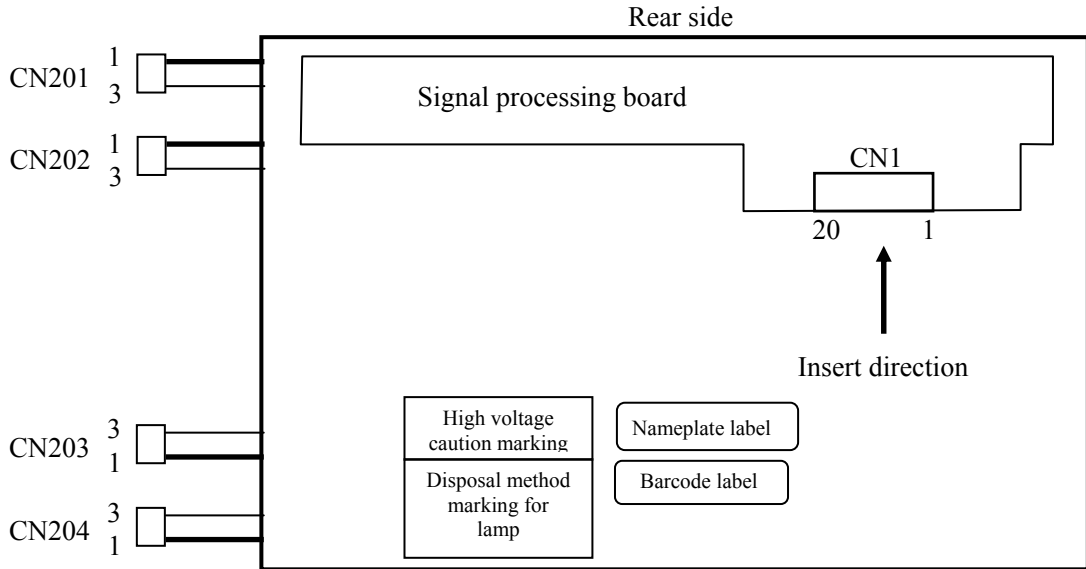 Rear side
1
CN201
3
1
CN202
3
Signal processing board
CN1
20 1
Insert direction
3
CN203
1
3
CN204
1
High voltage
caution marking
Disposal method
marking for
lamp
Nameplate label
Barcode label